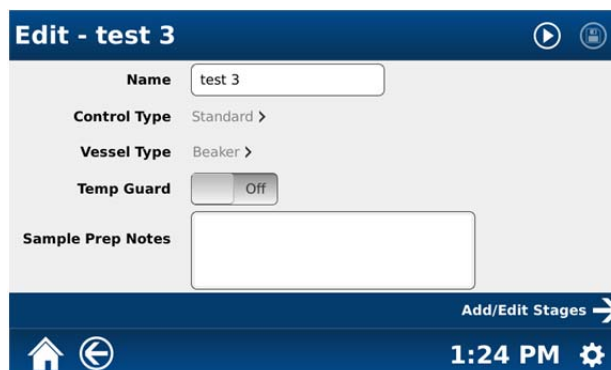 Edit - test 3
Name test 3
Control Type Standard >
Vessel Type Beaker >
Temp Guard Off
Sample Prep Notes
Add/Edit Stages
1:24 PM